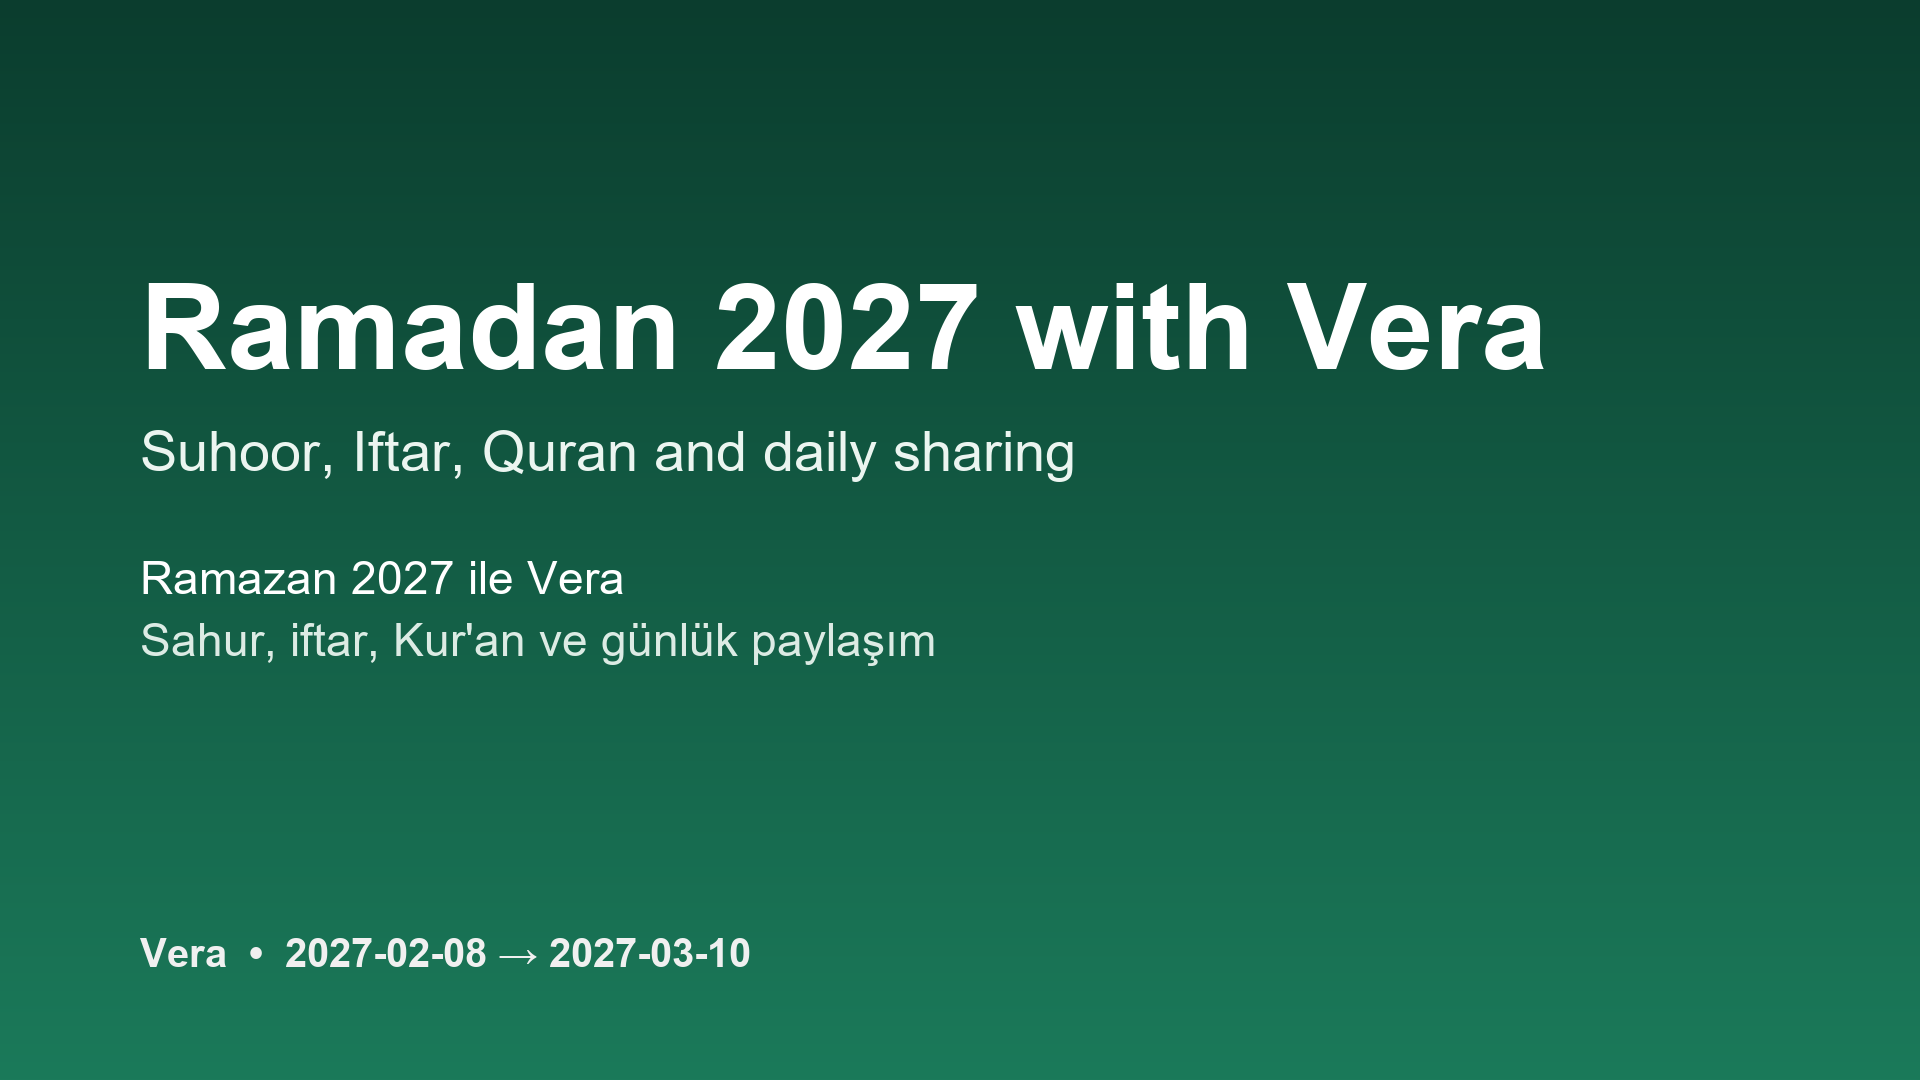 Ramadan 2027 with Vera
Suhoor, Iftar, Quran and daily sharing
Ramazan 2027 ile Vera
Sahur, iftar, Kur'an ve günlük paylaşım
Vera • 2027-02-08 → 2027-03-10